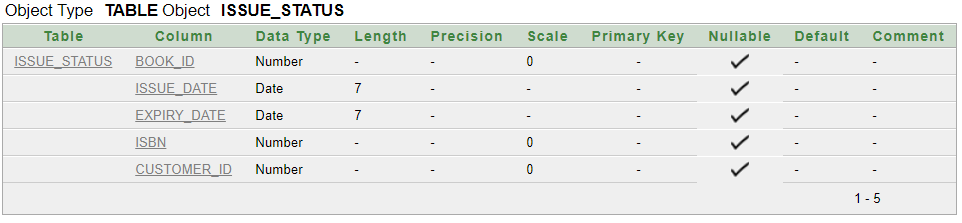 Object Type TABLE Object ISSUE_STATUS
Table Column Data Type Length Precision Scale Primary Key Nullable Default Comment
ISSUE_STATUS BOOK_ID Number - - 0 - ✓ - -
ISSUE_DATE Date 7 - - - ✓ - -
EXPIRY_DATE Date 7 - - - ✓ - -
ISBN Number - - 0 - ✓ - -
CUSTOMER_ID Number - - 0 - ✓ - -
1 - 5